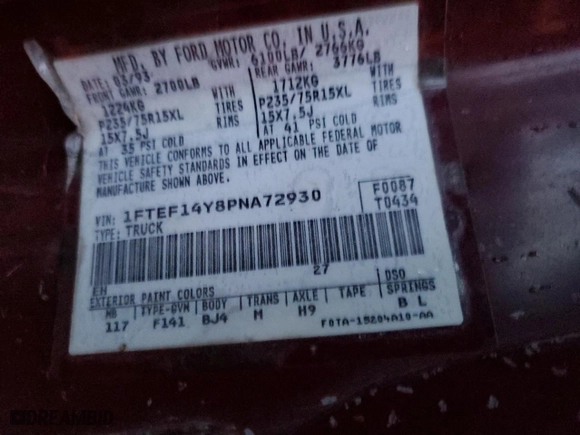 MFD. BY FORD MOTOR CO. IN U.S.A.
DATE: 03/93 GVWR: 6100LB/ 2766KG
FRONT GAWR: 2700LB REAR GAWR: 3776LB
1224KG WITH 1712KG WITH
P235/75R15XL TIRES P235/75R15XL TIRES
15X7.5J RIMS 15X7.5J RIMS
AT 35 PSI COLD AT 41 PSI COLD
THIS VEHICLE CONFORMS TO ALL APPLICABLE FEDERAL MOTOR
VEHICLE SAFETY STANDARDS IN EFFECT ON THE DATE OF
MANUFACTURE SHOWN ABOVE.
VIN: 1FTEF14Y8PNA72930 F0087
TYPE: TRUCK T0434
EH 27 DSO
EXTERIOR PAINT COLORS
WB TYPE-GVW BODY TRANS AXLE TAPE SPRINGS
117 F141 BJ4 M H9 B L
F0TA-15204A10-AA
DREAMBID